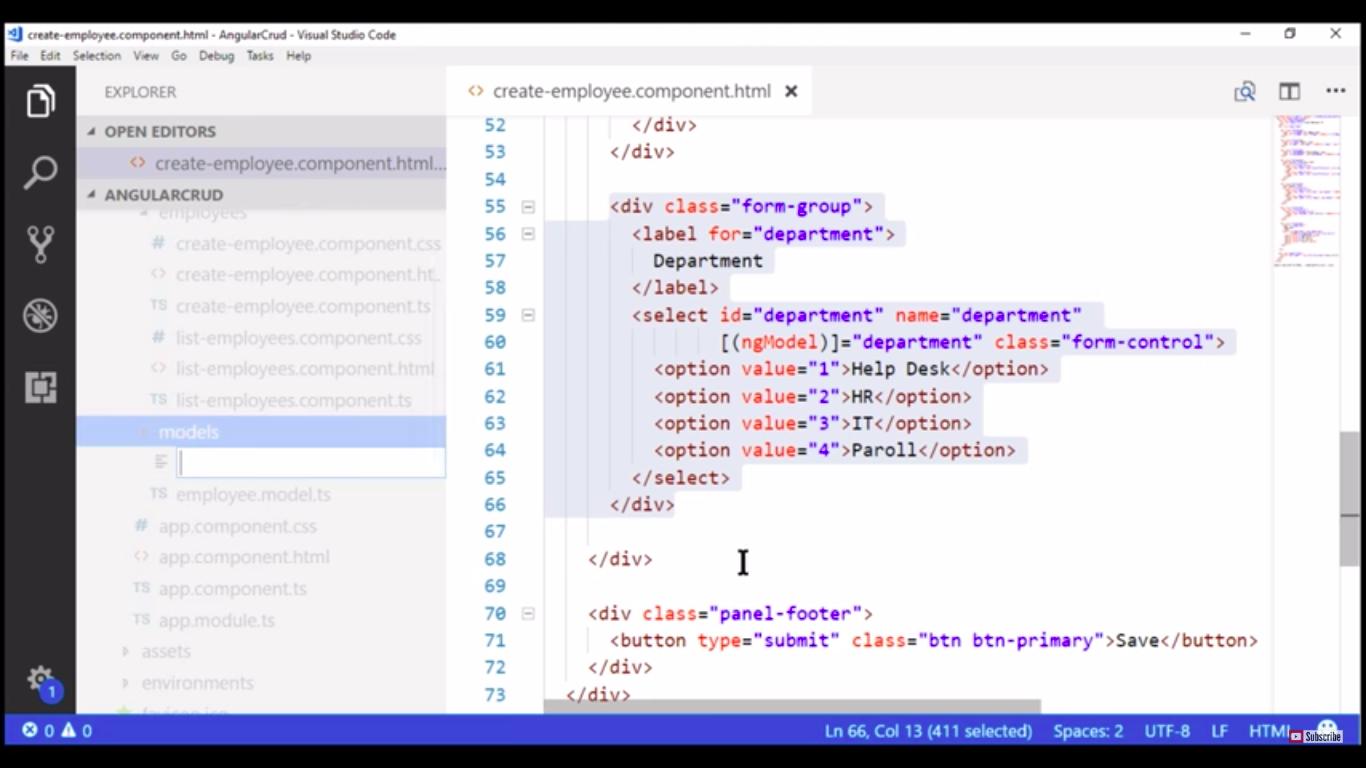 create-employee.component.html - AngularCrud - Visual Studio Code
File Edit Selection View Go Debug Tasks Help
EXPLORER
OPEN EDITORS
create-employee.component.html...
ANGULARCRUD
employees
create-employee.component.css
create-employee.component.ht...
create-employee.component.ts
list-employees.component.css
list-employees.component.html
list-employees.component.ts
models
employee.model.ts
app.component.css
app.component.html
app.component.ts
app.module.ts
assets
environments
favicon.ico
1
create-employee.component.html
52 </div>
53 </div>
54
55 <div class="form-group">
56 <label for="department">
57 Department
58 </label>
59 <select id="department" name="department"
60 [(ngModel)]="department" class="form-control">
61 <option value="1">Help Desk</option>
62 <option value="2">HR</option>
63 <option value="3">IT</option>
64 <option value="4">Paroll</option>
65 </select>
66 </div>
67
68 </div>
69
70 <div class="panel-footer">
71 <button type="submit" class="btn btn-primary">Save</button>
72 </div>
73 </div>
0 0 Ln 66, Col 13 (411 selected) Spaces: 2 UTF-8 LF HTML
Subscribe